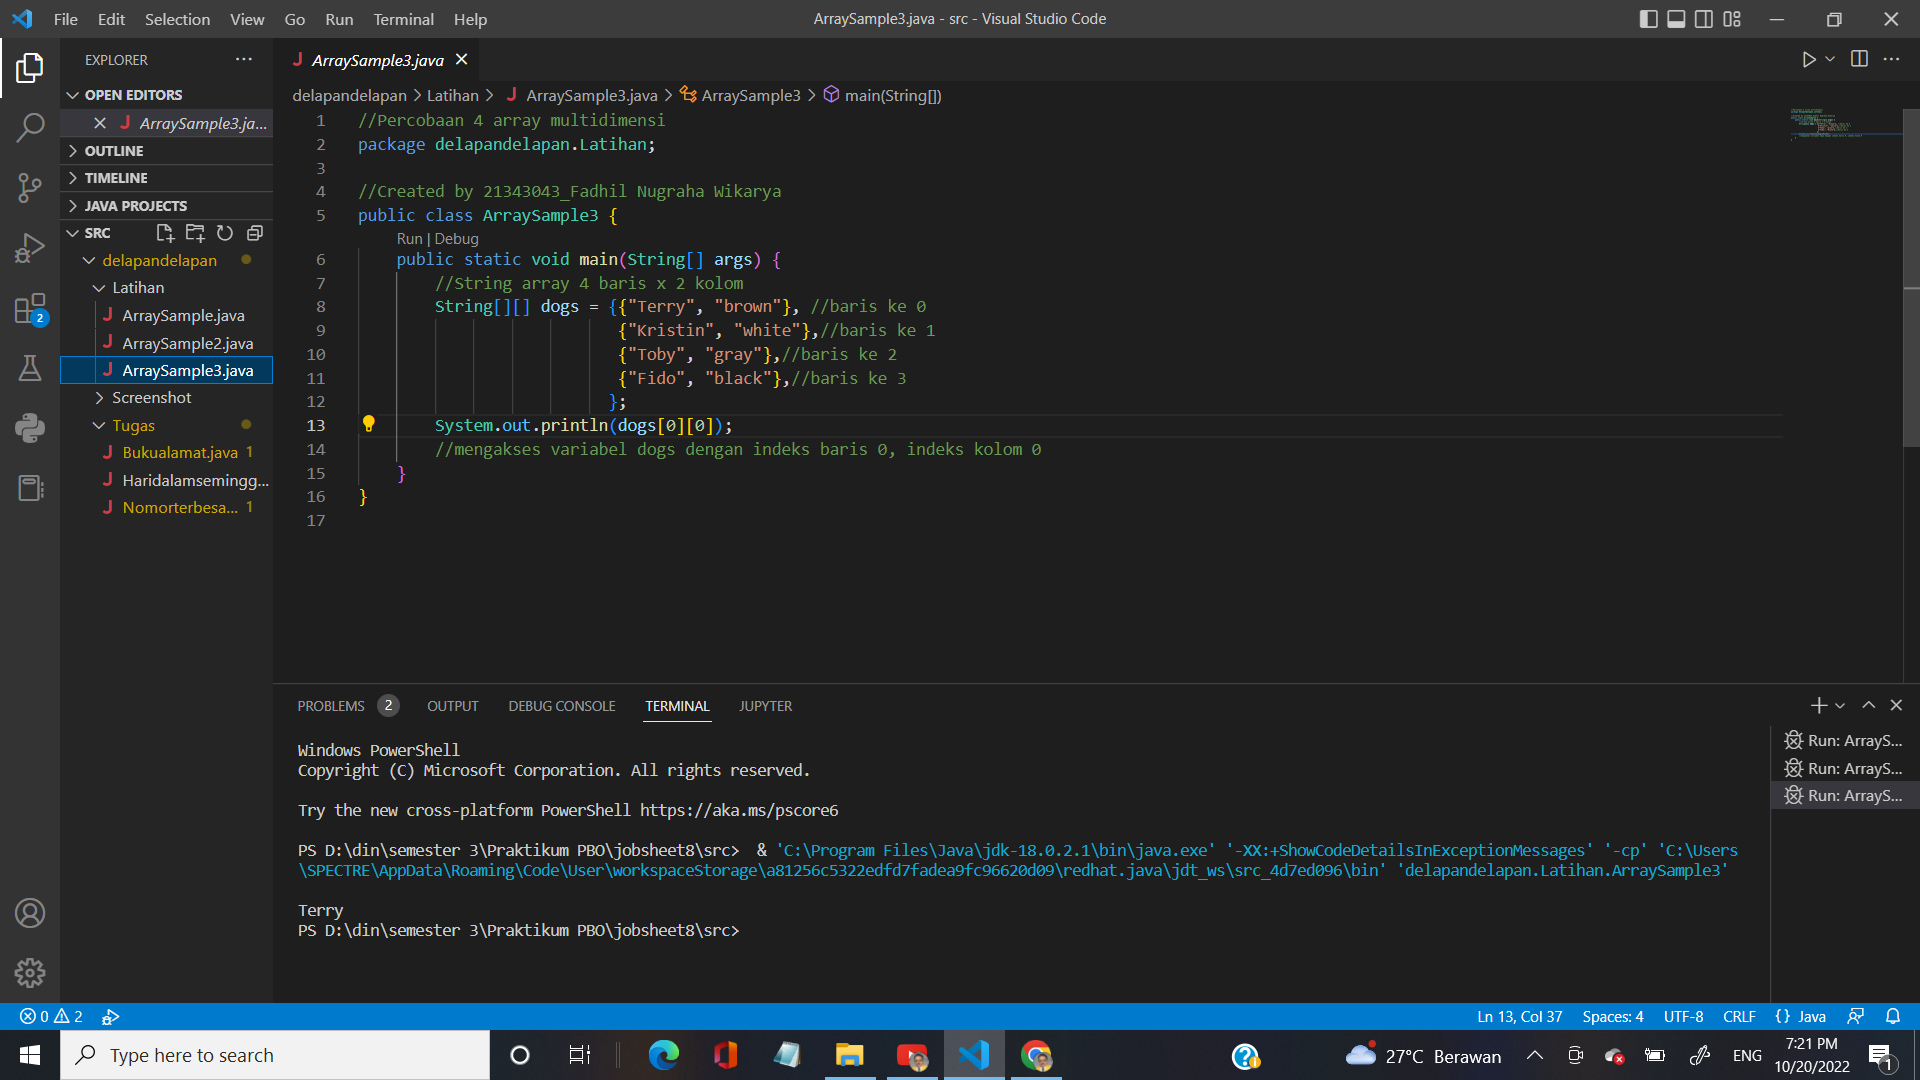 File Edit Selection View Go Run Terminal Help
ArraySample3.java - src - Visual Studio Code
EXPLORER
OPEN EDITORS
ArraySample3.ja...
OUTLINE
TIMELINE
JAVA PROJECTS
SRC
delapandelapan
Latihan
ArraySample.java
ArraySample2.java
ArraySample3.java
Screenshot
Tugas
Bukualamat.java 1
Haridalamsemingg...
Nomorterbesa... 1
2
ArraySample3.java
delapandelapan > Latihan > ArraySample3.java > ArraySample3 > main(String[])
1 //Percobaan 4 array multidimensi
2 package delapandelapan.Latihan;
3
4 //Created by 21343043_Fadhil Nugraha Wikarya
5 public class ArraySample3 {
Run | Debug
6 public static void main(String[] args) {
7 //String array 4 baris x 2 kolom
8 String[][] dogs = {{"Terry", "brown"}, //baris ke 0
9 {"Kristin", "white"},//baris ke 1
10 {"Toby", "gray"},//baris ke 2
11 {"Fido", "black"},//baris ke 3
12 };
13 System.out.println(dogs[0][0]);
14 //mengakses variabel dogs dengan indeks baris 0, indeks kolom 0
15 }
16 }
17
PROBLEMS 2 OUTPUT DEBUG CONSOLE TERMINAL JUPYTER
Windows PowerShell
Copyright (C) Microsoft Corporation. All rights reserved.
Try the new cross-platform PowerShell https://aka.ms/pscore6
PS D:\din\semester 3\Praktikum PBO\jobsheet8\src>  & 'C:\Program Files\Java\jdk-18.0.2.1\bin\java.exe' '-XX:+ShowCodeDetailsInExceptionMessages' '-cp' 'C:\Users
\SPECTRE\AppData\Roaming\Code\User\workspaceStorage\a81256c5322edfd7fadea9fc96620d09\redhat.java\jdt_ws\src_4d7ed096\bin' 'delapandelapan.Latihan.ArraySample3'
Terry
PS D:\din\semester 3\Praktikum PBO\jobsheet8\src>
Run: ArrayS...
Run: ArrayS...
Run: ArrayS...
0 2
Ln 13, Col 37 Spaces: 4 UTF-8 CRLF {} Java
Type here to search
27°C Berawan
ENG
7:21 PM
10/20/2022
1